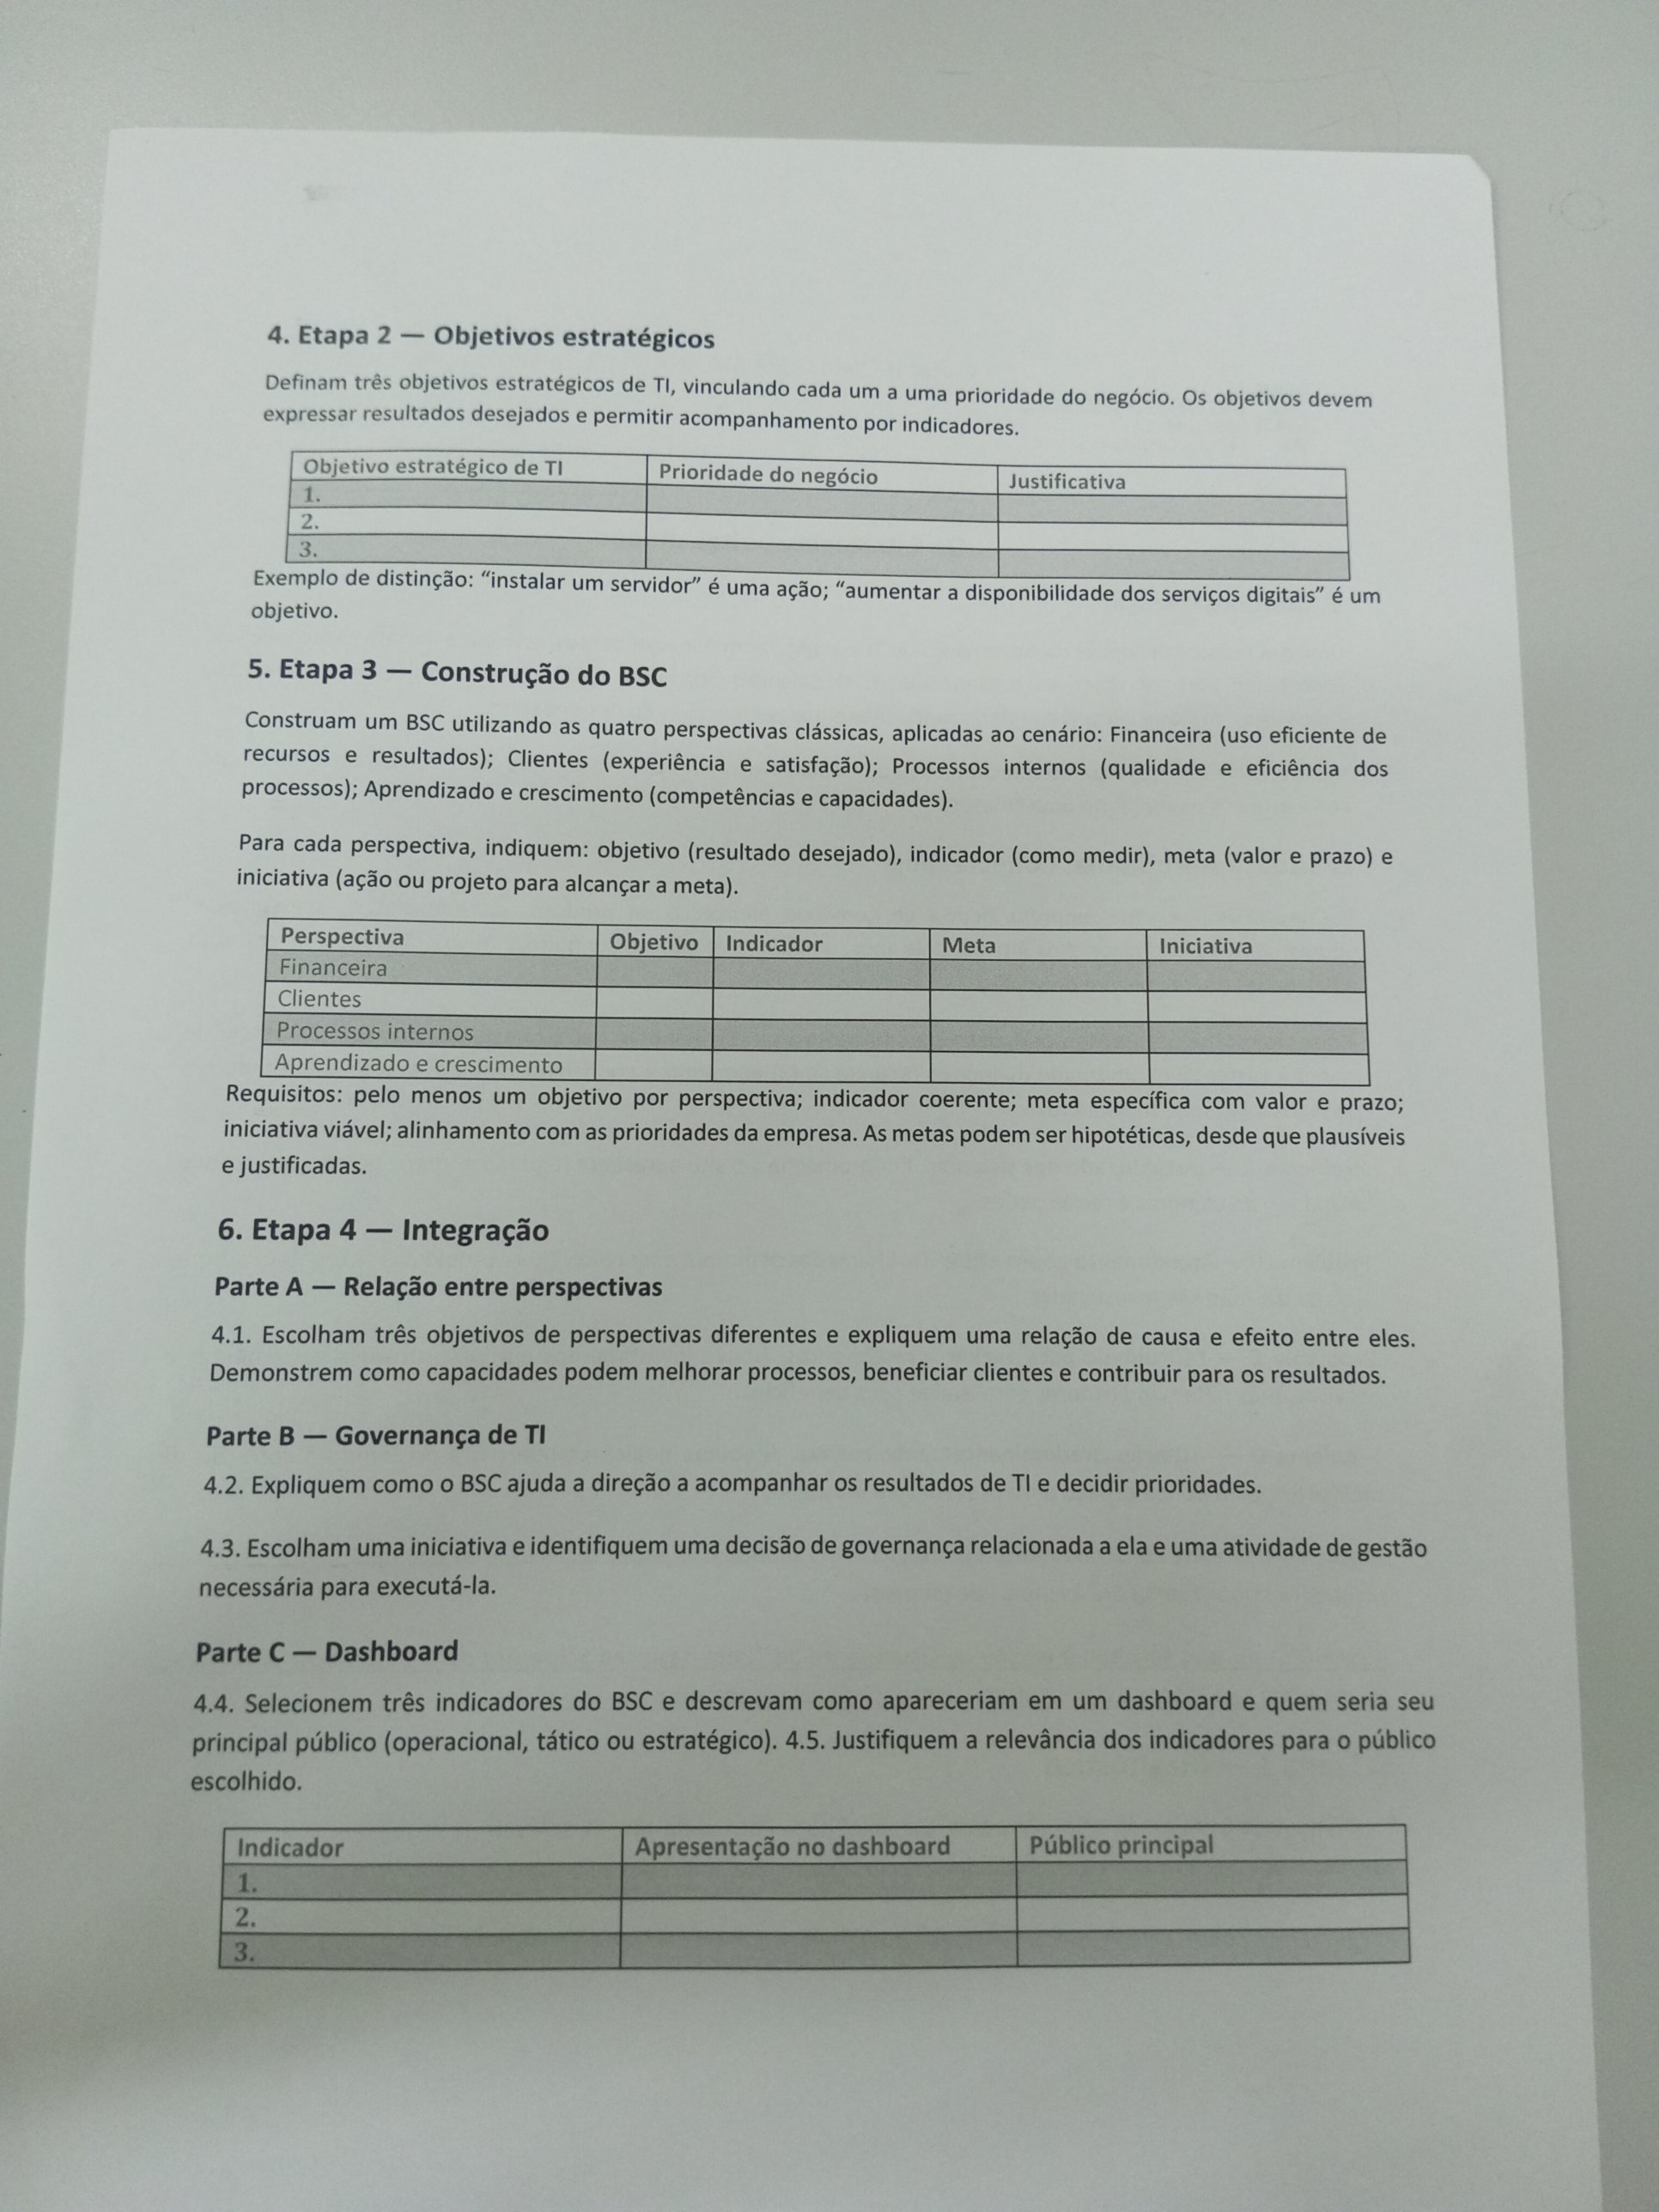 4. Etapa 2 — Objetivos estratégicos
Definam três objetivos estratégicos de TI, vinculando cada um a uma prioridade do negócio. Os objetivos devem
expressar resultados desejados e permitir acompanhamento por indicadores.
Objetivo estratégico de TI Prioridade do negócio Justificativa
1.
2.
3.
Exemplo de distinção: “instalar um servidor” é uma ação; “aumentar a disponibilidade dos serviços digitais” é um
objetivo.
5. Etapa 3 — Construção do BSC
Construam um BSC utilizando as quatro perspectivas clássicas, aplicadas ao cenário: Financeira (uso eficiente de
recursos e resultados); Clientes (experiência e satisfação); Processos internos (qualidade e eficiência dos
processos); Aprendizado e crescimento (competências e capacidades).
Para cada perspectiva, indiquem: objetivo (resultado desejado), indicador (como medir), meta (valor e prazo) e
iniciativa (ação ou projeto para alcançar a meta).
Perspectiva Objetivo Indicador Meta Iniciativa
Financeira
Clientes
Processos internos
Aprendizado e crescimento
Requisitos: pelo menos um objetivo por perspectiva; indicador coerente; meta específica com valor e prazo;
iniciativa viável; alinhamento com as prioridades da empresa. As metas podem ser hipotéticas, desde que plausíveis
e justificadas.
6. Etapa 4 — Integração
Parte A — Relação entre perspectivas
4.1. Escolham três objetivos de perspectivas diferentes e expliquem uma relação de causa e efeito entre eles.
Demonstrem como capacidades podem melhorar processos, beneficiar clientes e contribuir para os resultados.
Parte B — Governança de TI
4.2. Expliquem como o BSC ajuda a direção a acompanhar os resultados de TI e decidir prioridades.
4.3. Escolham uma iniciativa e identifiquem uma decisão de governança relacionada a ela e uma atividade de gestão
necessária para executá-la.
Parte C — Dashboard
4.4. Selecionem três indicadores do BSC e descrevam como apareceriam em um dashboard e quem seria seu
principal público (operacional, tático ou estratégico). 4.5. Justifiquem a relevância dos indicadores para o público
escolhido.
Indicador Apresentação no dashboard Público principal
1.
2.
3.